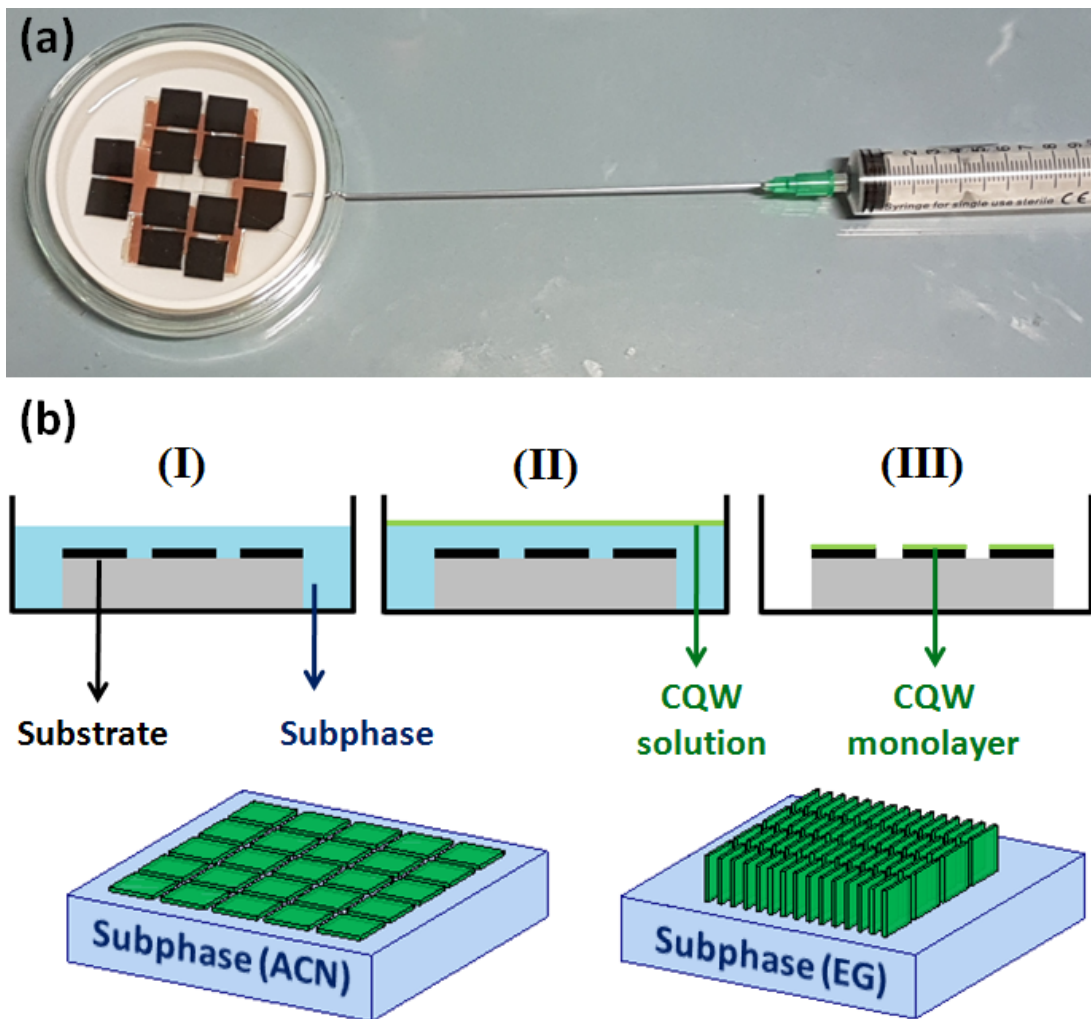 (a)
Syringe for single use sterile CE
(b)
(I)
(II)
(III)
Substrate
Subphase
CQW
solution
CQW
monolayer
Subphase (ACN)
Subphase (EG)